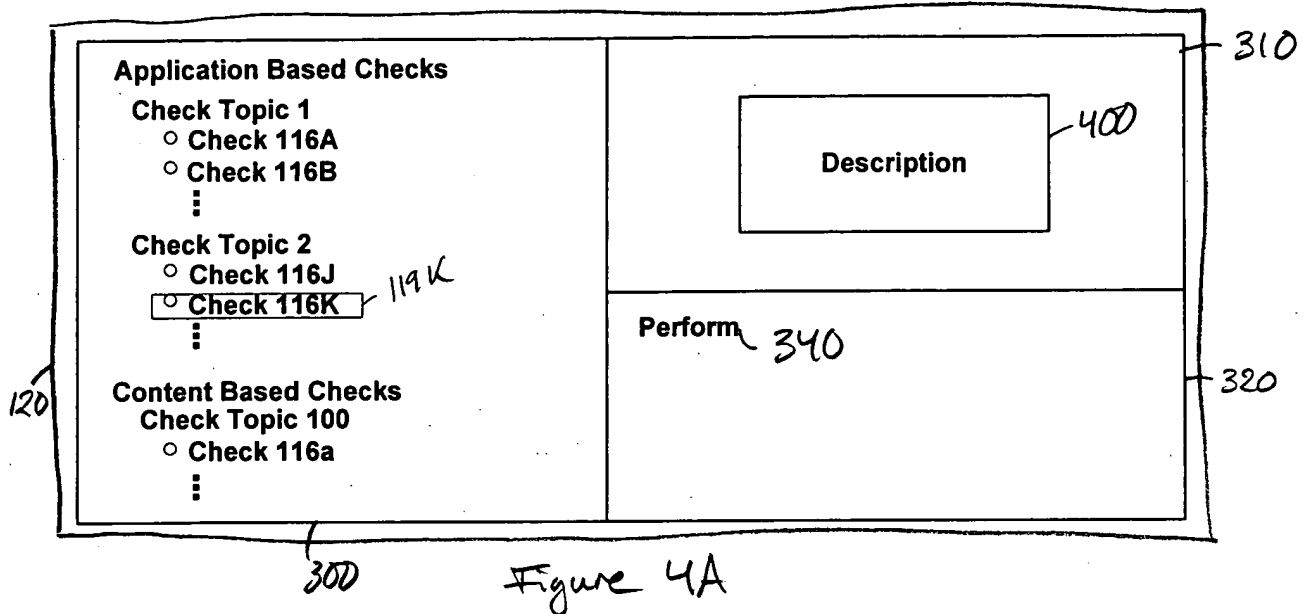 Application Based Checks
Check Topic 1
Check 116A
Check 116B
Check Topic 2
Check 116J
Check 116K
119K
Content Based Checks
Check Topic 100
Check 116a
120
300
310
Description
400
Perform
340
320
Figure 4A